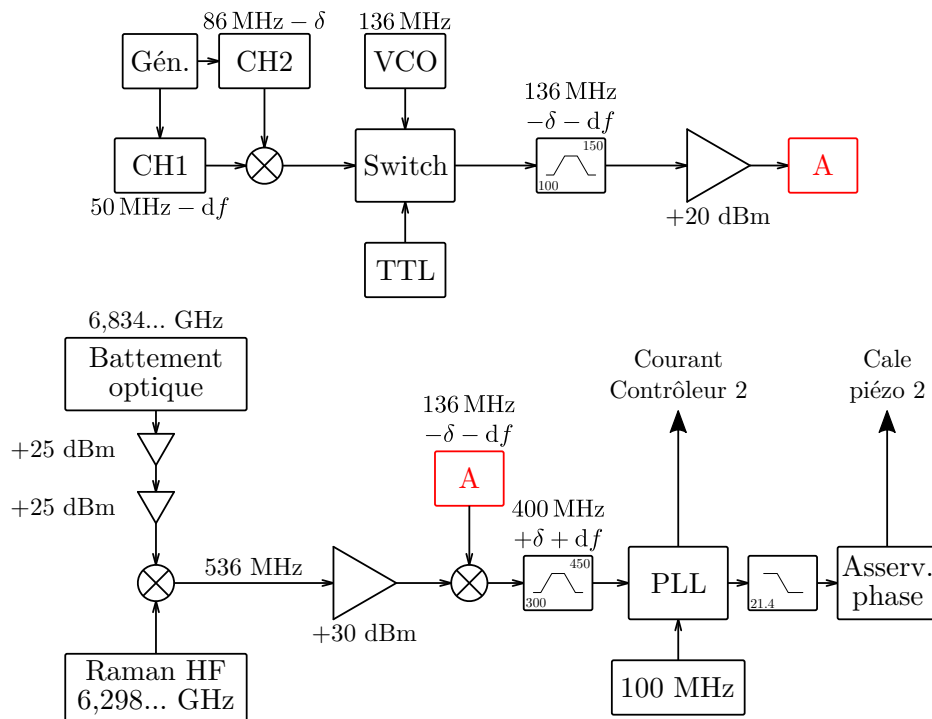 86 MHz − δ
136 MHz
Gén.
CH2
VCO
136 MHz
−δ − df
CH1
Switch
150
100
A
50 MHz − df
+20 dBm
TTL
6,834... GHz
Battement
optique
Courant
Contrôleur 2
Cale
piézo 2
136 MHz
−δ − df
+25 dBm
A
+25 dBm
400 MHz
+δ + df
536 MHz
450
300
PLL
21.4
Asserv.
phase
+30 dBm
Raman HF
6,298... GHz
100 MHz